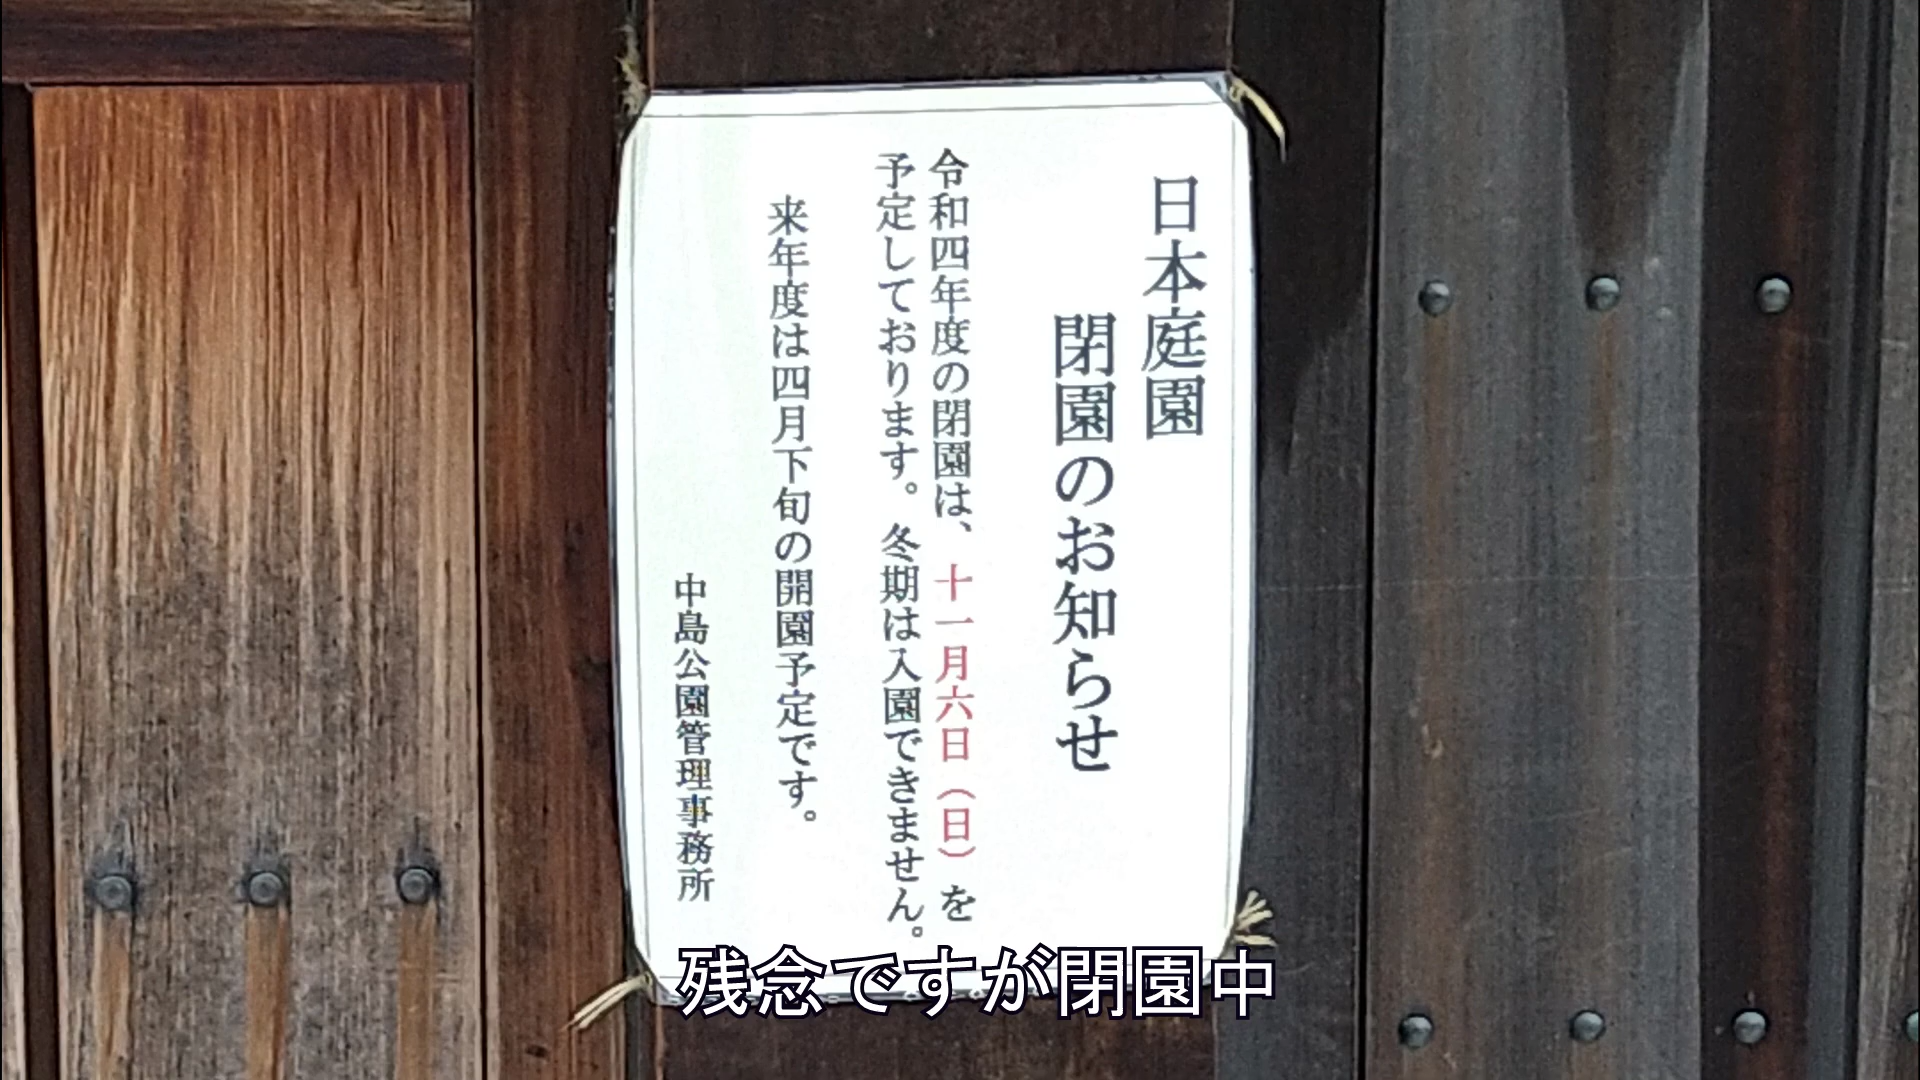 日本庭園
閉園のお知らせ
令和四年度の閉園は、十一月六日（日）を
予定しております。冬期は入園できません。
来年度は四月下旬の開園予定です。
中島公園管理事務所
残念ですが閉園中